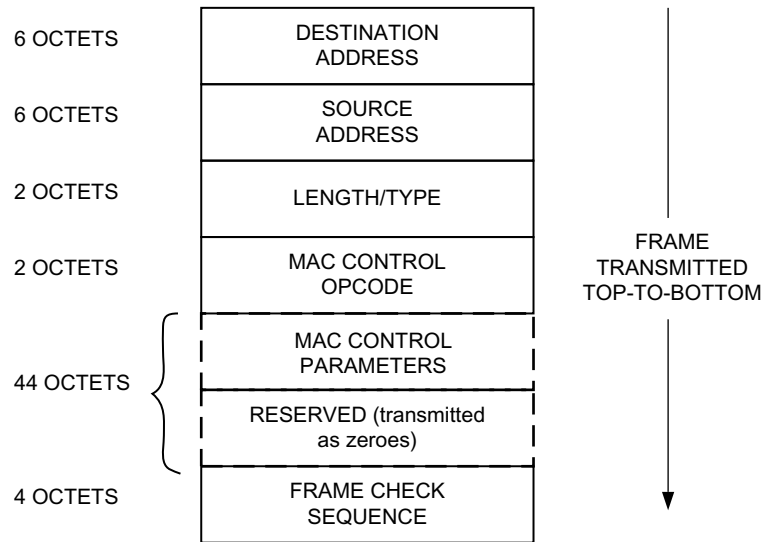 6 OCTETS
DESTINATION
ADDRESS
6 OCTETS
SOURCE
ADDRESS
2 OCTETS
LENGTH/TYPE
2 OCTETS
MAC CONTROL
OPCODE
44 OCTETS
MAC CONTROL
PARAMETERS
RESERVED (transmitted
as zeroes)
4 OCTETS
FRAME CHECK
SEQUENCE
FRAME
TRANSMITTED
TOP-TO-BOTTOM